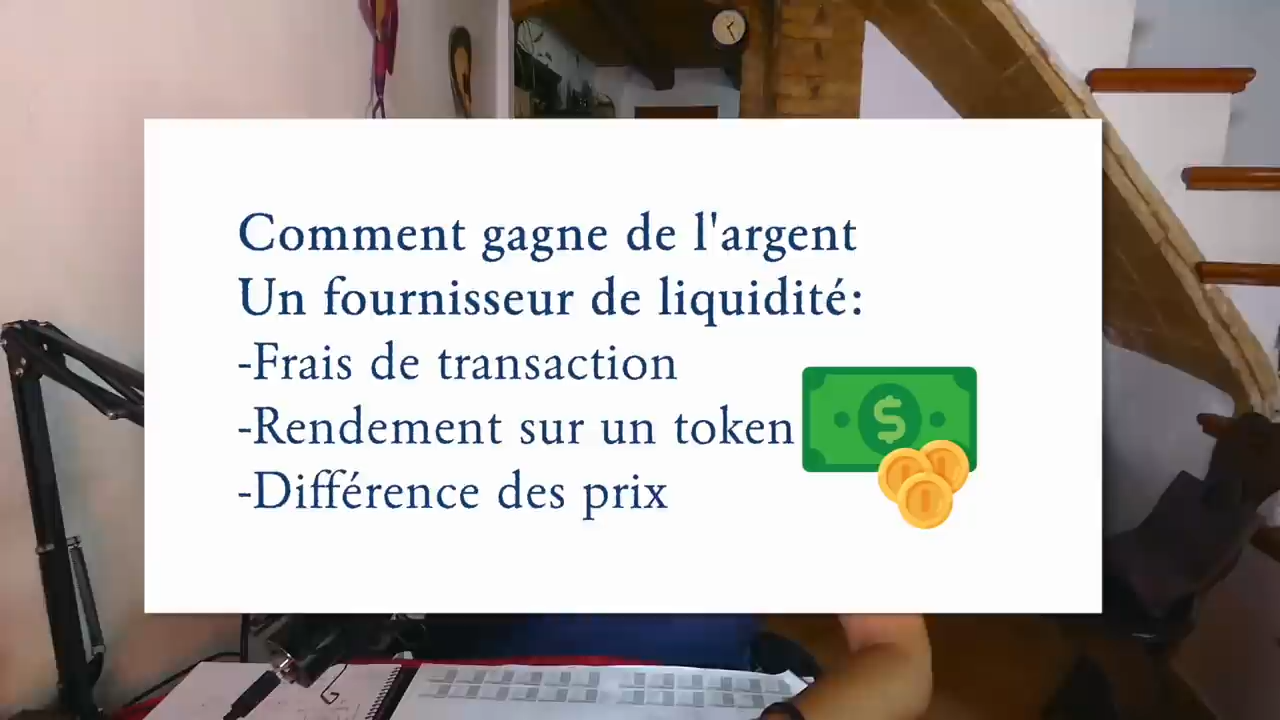 Comment gagne de l'argent
Un fournisseur de liquidité:
-Frais de transaction
-Rendement sur un token
-Différence des prix
$